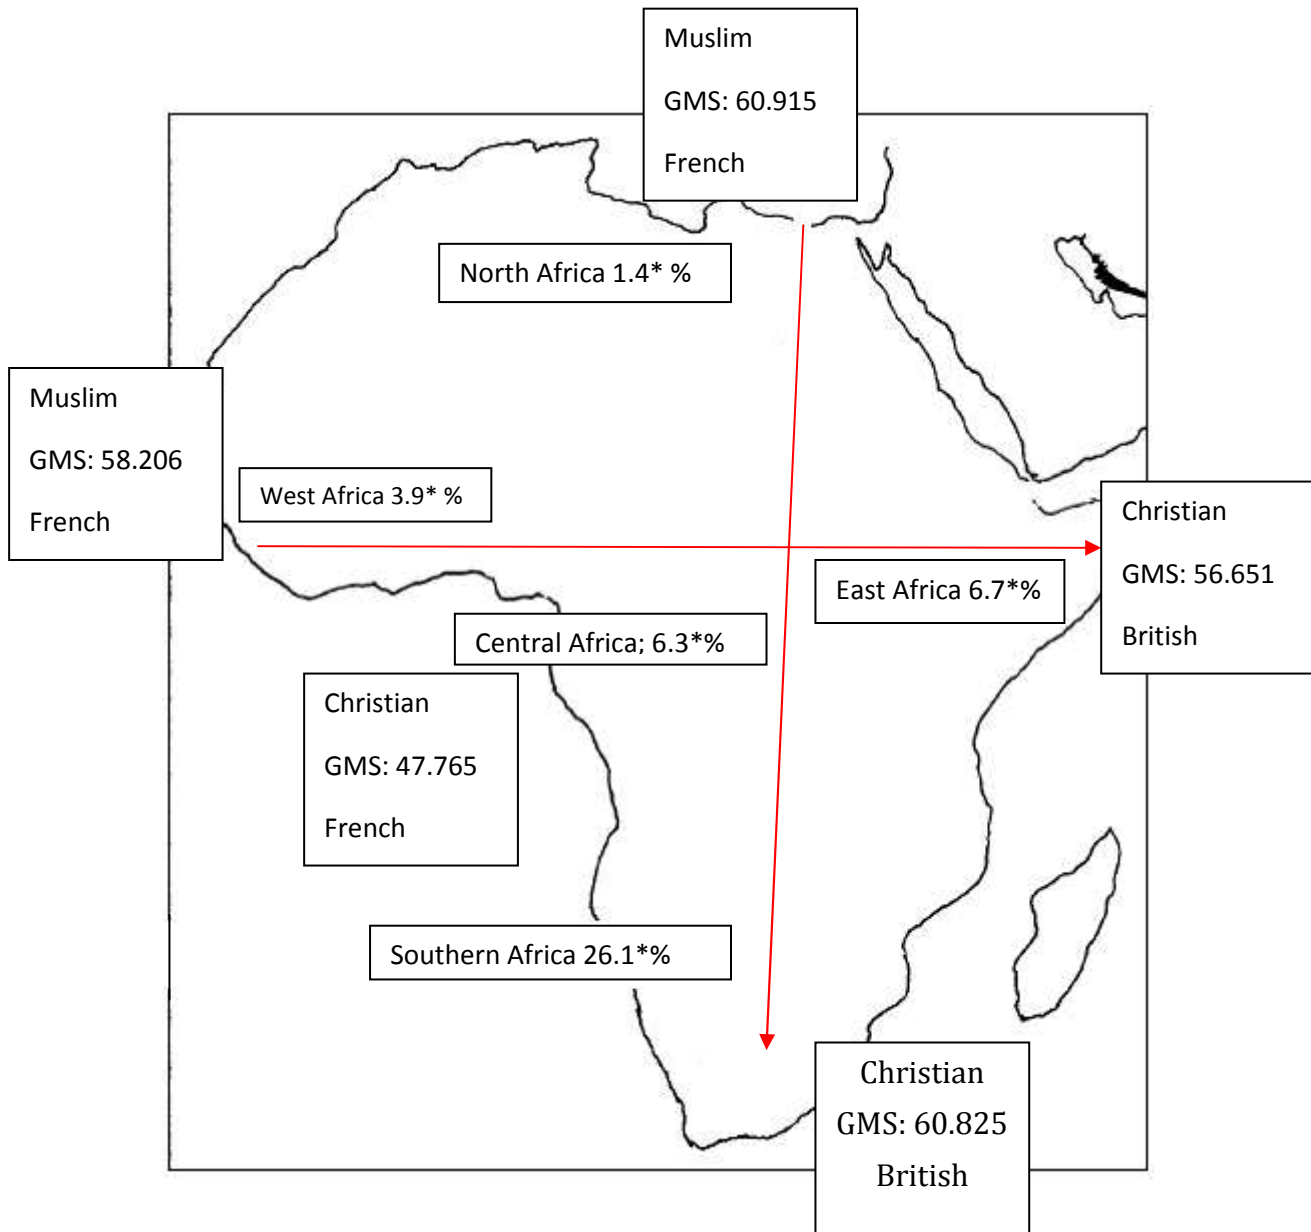 Muslim
GMS: 60.915
French
North Africa 1.4* %
Muslim
GMS: 58.206
French
West Africa 3.9* %
Christian
GMS: 56.651
British
East Africa 6.7*%
Central Africa; 6.3*%
Christian
GMS: 47.765
French
Southern Africa 26.1*%
Christian
GMS: 60.825
British